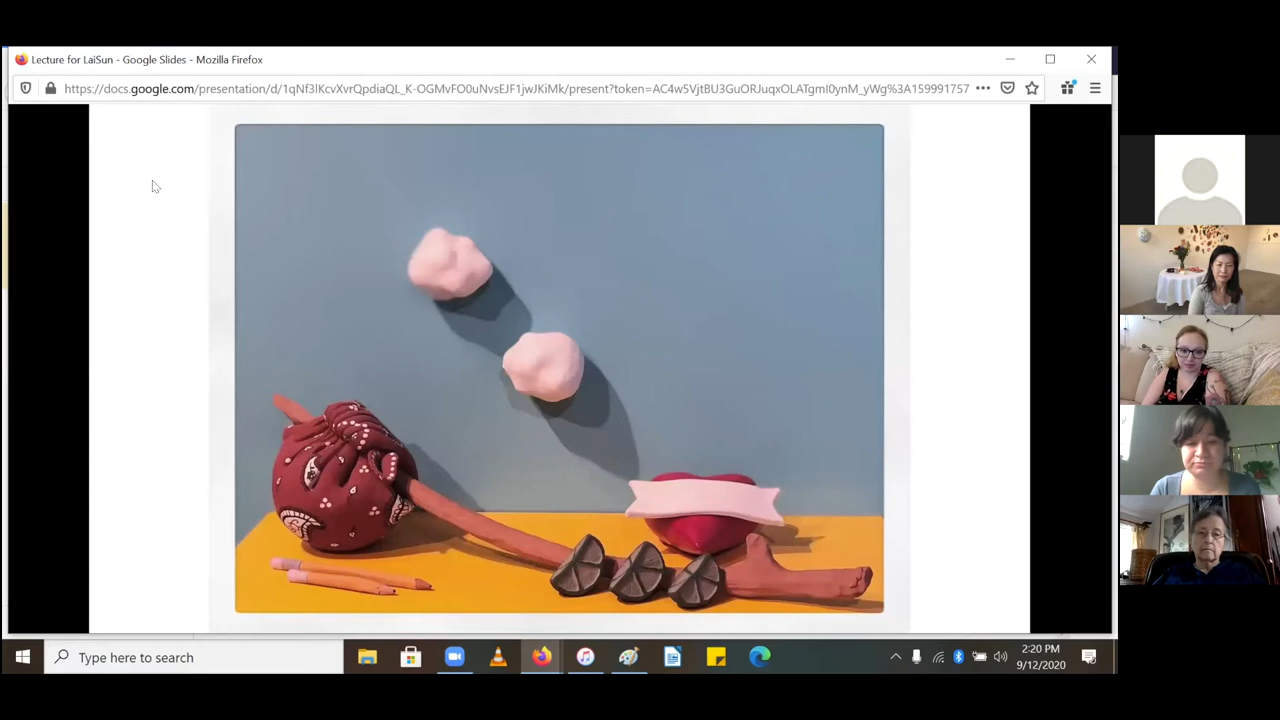 Lecture for LaiSun - Google Slides - Mozilla Firefox
https://docs.google.com/presentation/d/1qNf3lKcvXvrQpdiaQL_K-OGMvFO0uNvsEJF1jwJKiMk/present?token=AC4w5VjtBU3GuORJuqxOLATgmI0ynM_yWg%3A159991757
Type here to search
2:20 PM
9/12/2020